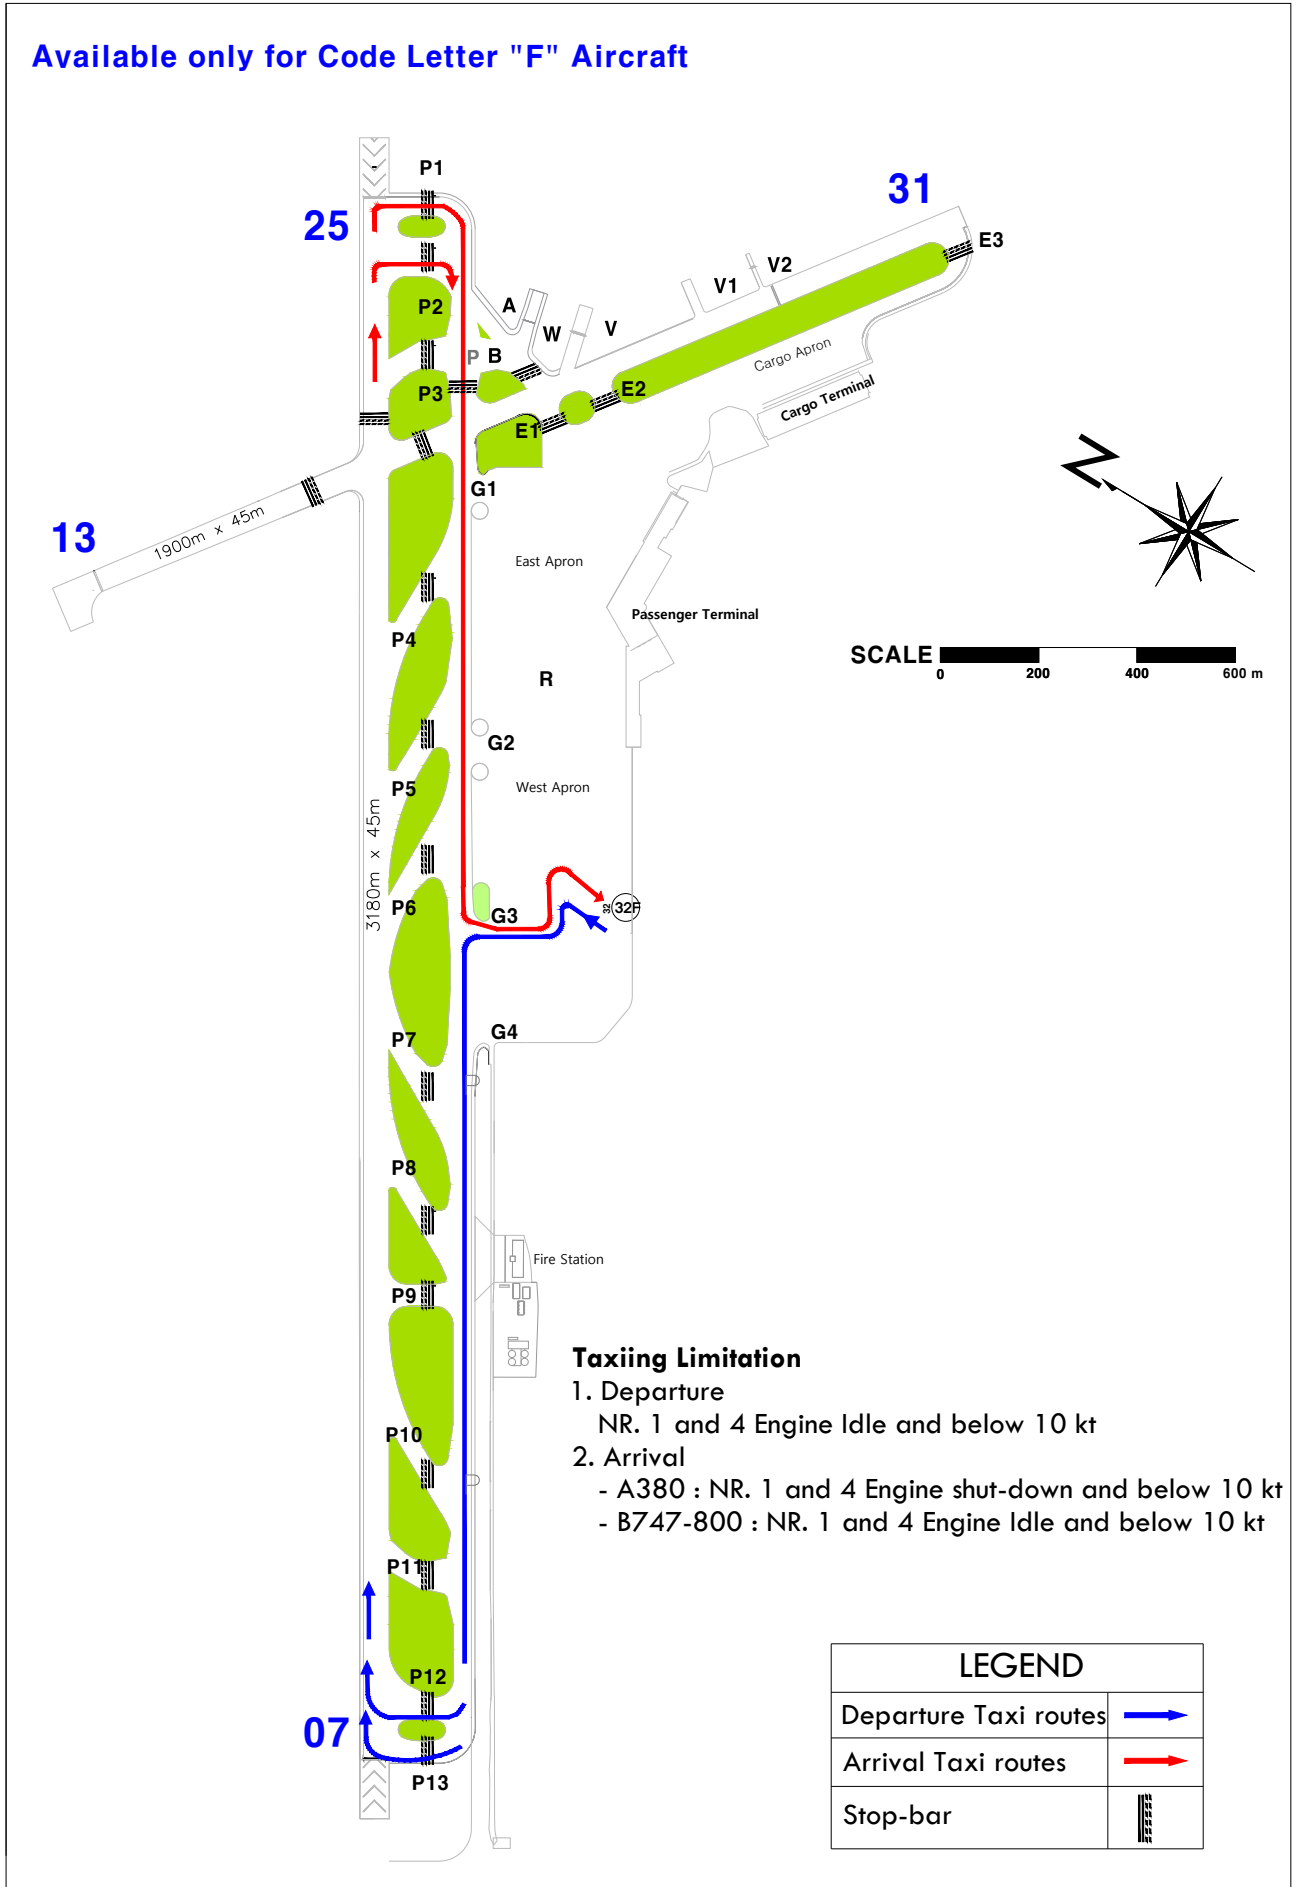 Available only for Code Letter "F" Aircraft
P1
31
25
E3
V2
V1
P2
A
W
V
P
B
Cargo Apron
P3
E2
Cargo Terminal
E1
G1
13
1900m x 45m
East Apron
Passenger Terminal
P4
SCALE
0
200
400
600 m
R
G2
P5
West Apron
3180m x 45m
P6
G3
32
32F
P7
G4
P8
Fire Station
P9
Taxiing Limitation
1. Departure
NR. 1 and 4 Engine Idle and below 10 kt
2. Arrival
- A380 : NR. 1 and 4 Engine shut-down and below 10 kt
- B747-800 : NR. 1 and 4 Engine Idle and below 10 kt
P10
P11
P12
07
P13
LEGEND
Departure Taxi routes
Arrival Taxi routes
Stop-bar